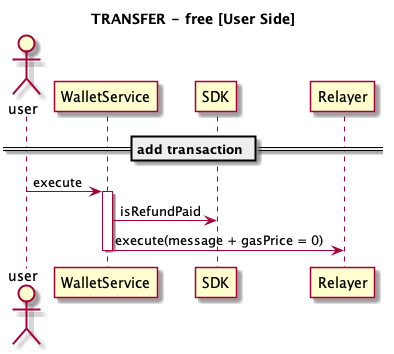 TRANSFER - free [User Side]
user
WalletService
SDK
Relayer
add transaction
execute
isRefundPaid
execute(message + gasPrice = 0)
user
WalletService
SDK
Relayer